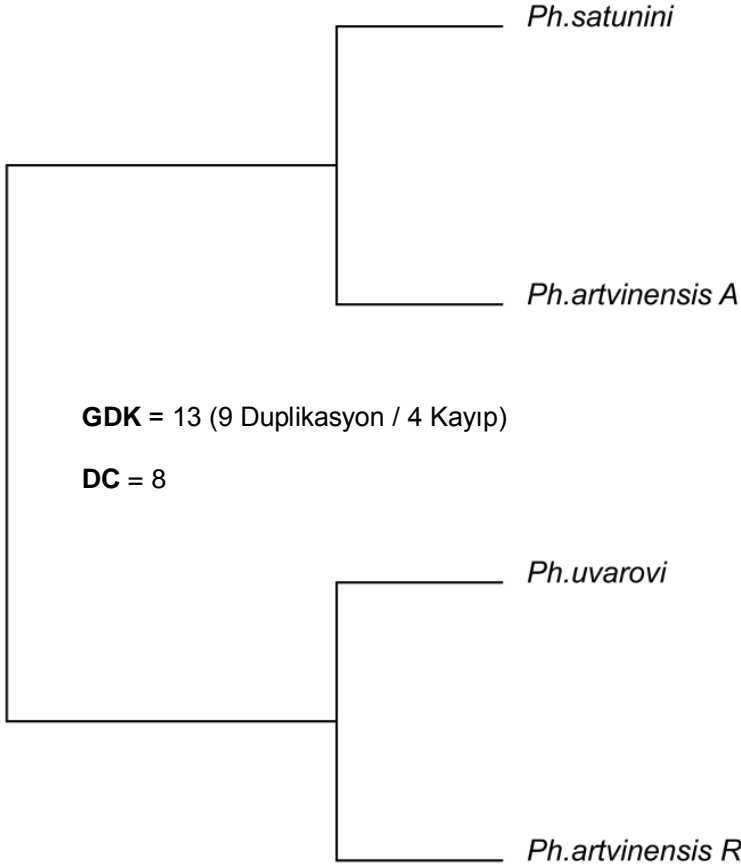 Ph.satunini
Ph.artvinensis A
GDK = 13 (9 Duplikasyon / 4 Kayıp)
DC = 8
Ph.uvarovi
Ph.artvinensis R